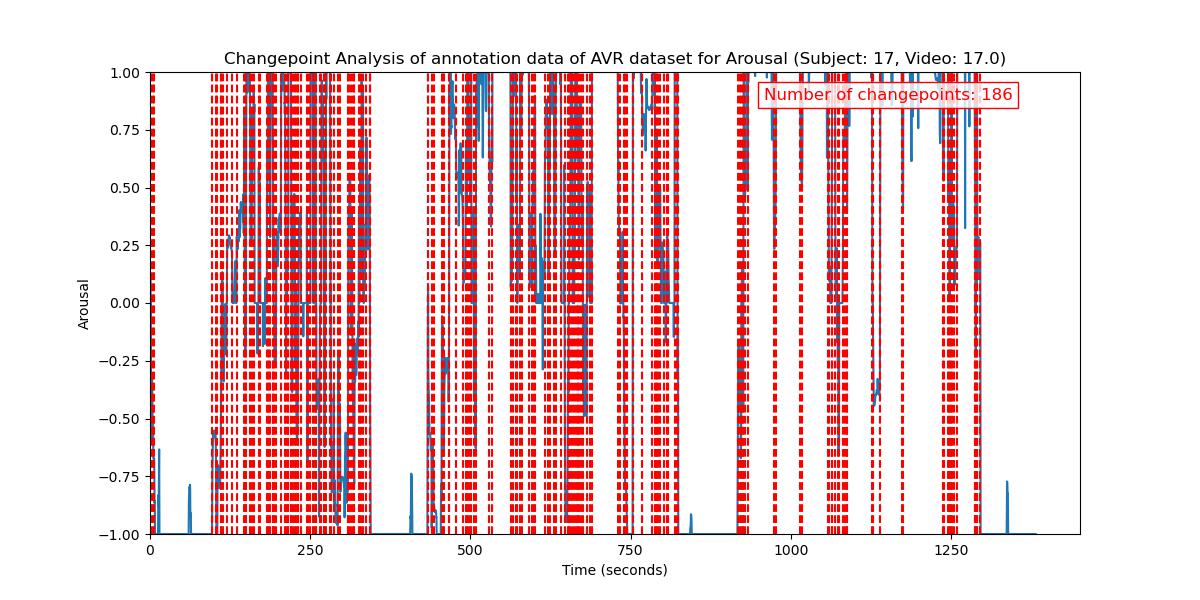 Changepoint Analysis of annotation data of AVR dataset for Arousal (Subject: 17, Video: 17.0)
Number of changepoints: 186
Arousal
1.00
0.75
0.50
0.25
0.00
−0.25
−0.50
−0.75
−1.00
0 250 500 750 1000 1250
Time (seconds)